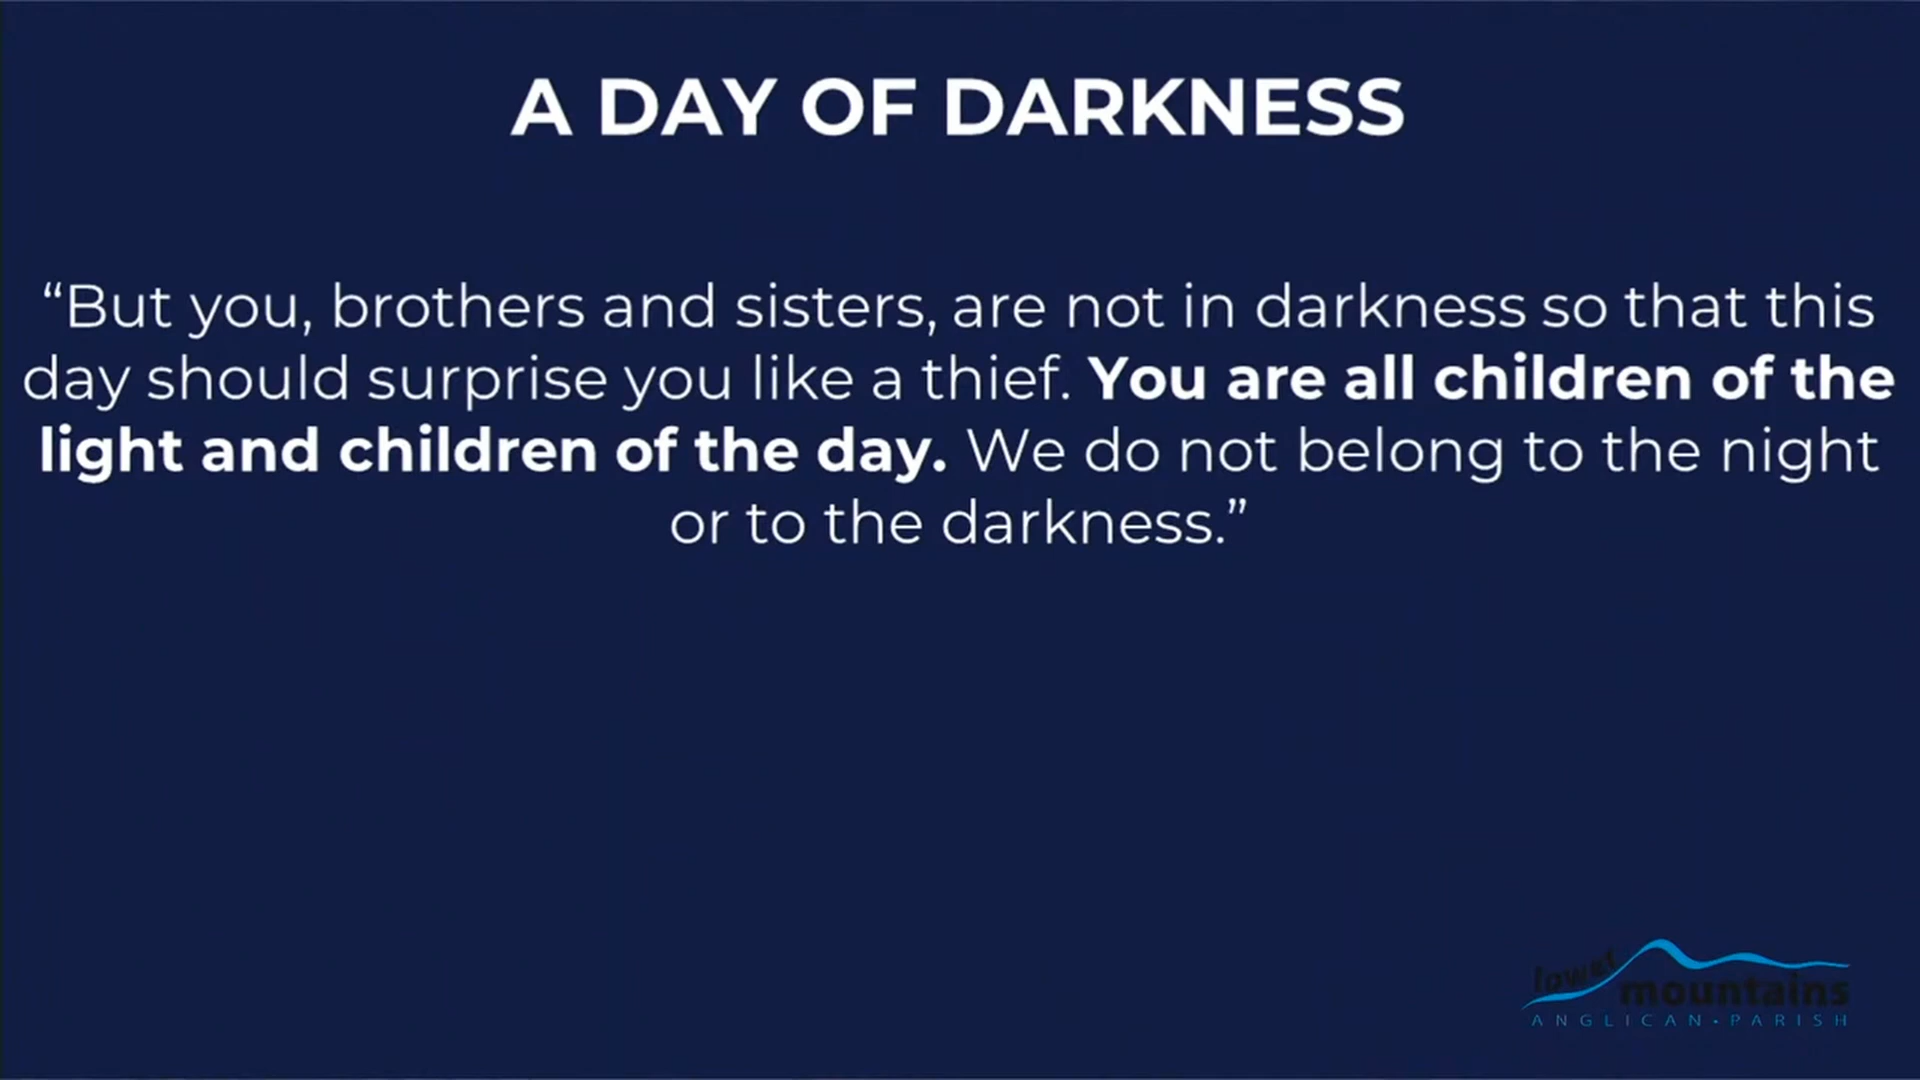 A DAY OF DARKNESS
“But you, brothers and sisters, are not in darkness so that this
day should surprise you like a thief. You are all children of the
light and children of the day. We do not belong to the night
or to the darkness.”
lower
mountains
ANGLICAN•PARISH